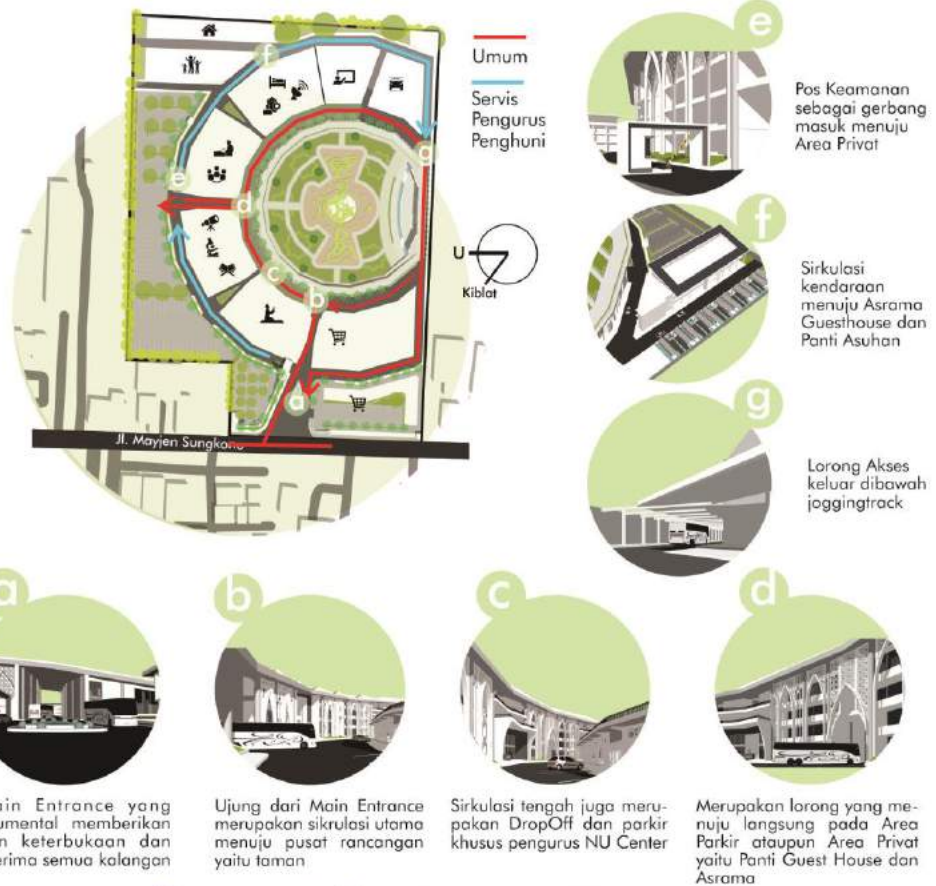 Umum
Servis
Pengurus
Penghuni
U
Kiblat
Jl. Mayjen Sungkono
a
b
c
d
e
f
g
e
Pos Keamanan
sebagai gerbang
masuk menuju
Area Privat
f
Sirkulasi
kendaraan
menuju Asrama
Guesthouse dan
Panti Asuhan
g
Lorong Akses
keluar dibawah
joggingtrack
a
ain Entrance yang
umental memberikan
n keterbukaan dan
erima semua kalangan
b
Ujung dari Main Entrance
merupakan sikrulasi utama
menuju pusat rancangan
yaitu taman
c
Sirkulasi tengah juga meru-
pakan DropOff dan parkir
khusus pengurus NU Center
d
Merupakan lorong yang me-
nuju langsung pada Area
Parkir ataupun Area Privat
yaitu Panti Guest House dan
Asrama